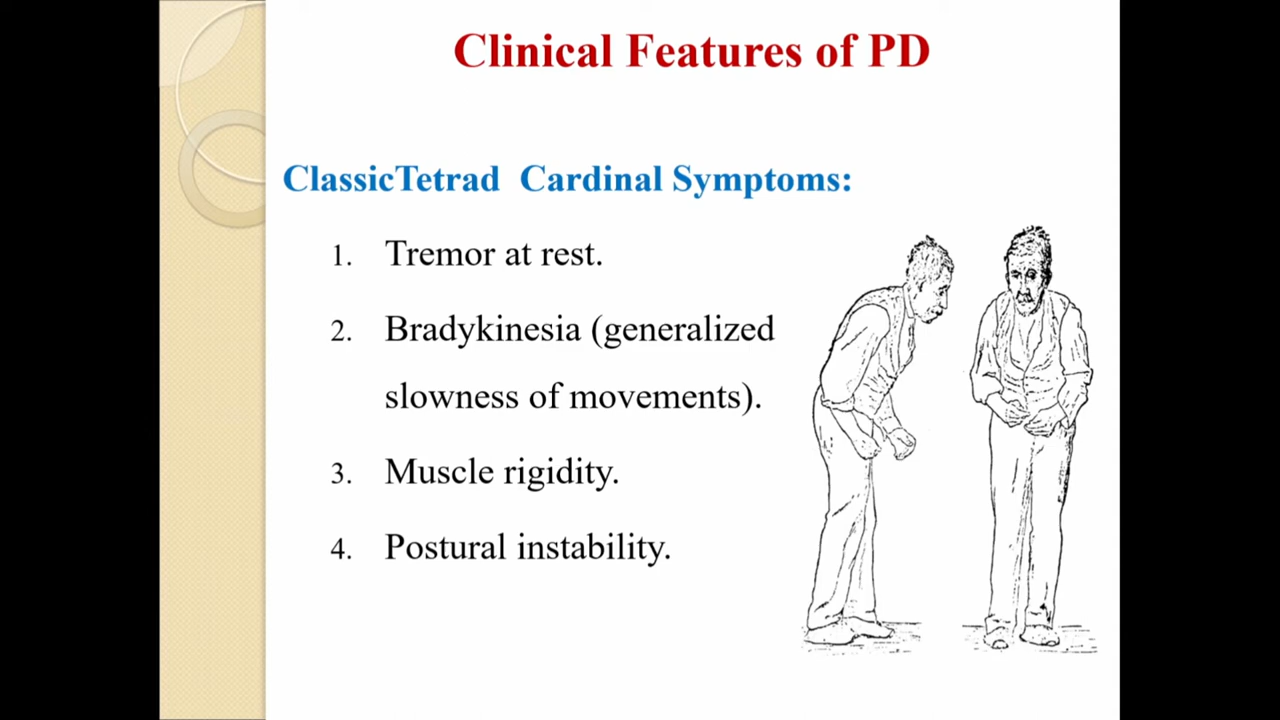 Clinical Features of PD
ClassicTetrad Cardinal Symptoms:
1. Tremor at rest.
2. Bradykinesia (generalized
slowness of movements).
3. Muscle rigidity.
4. Postural instability.